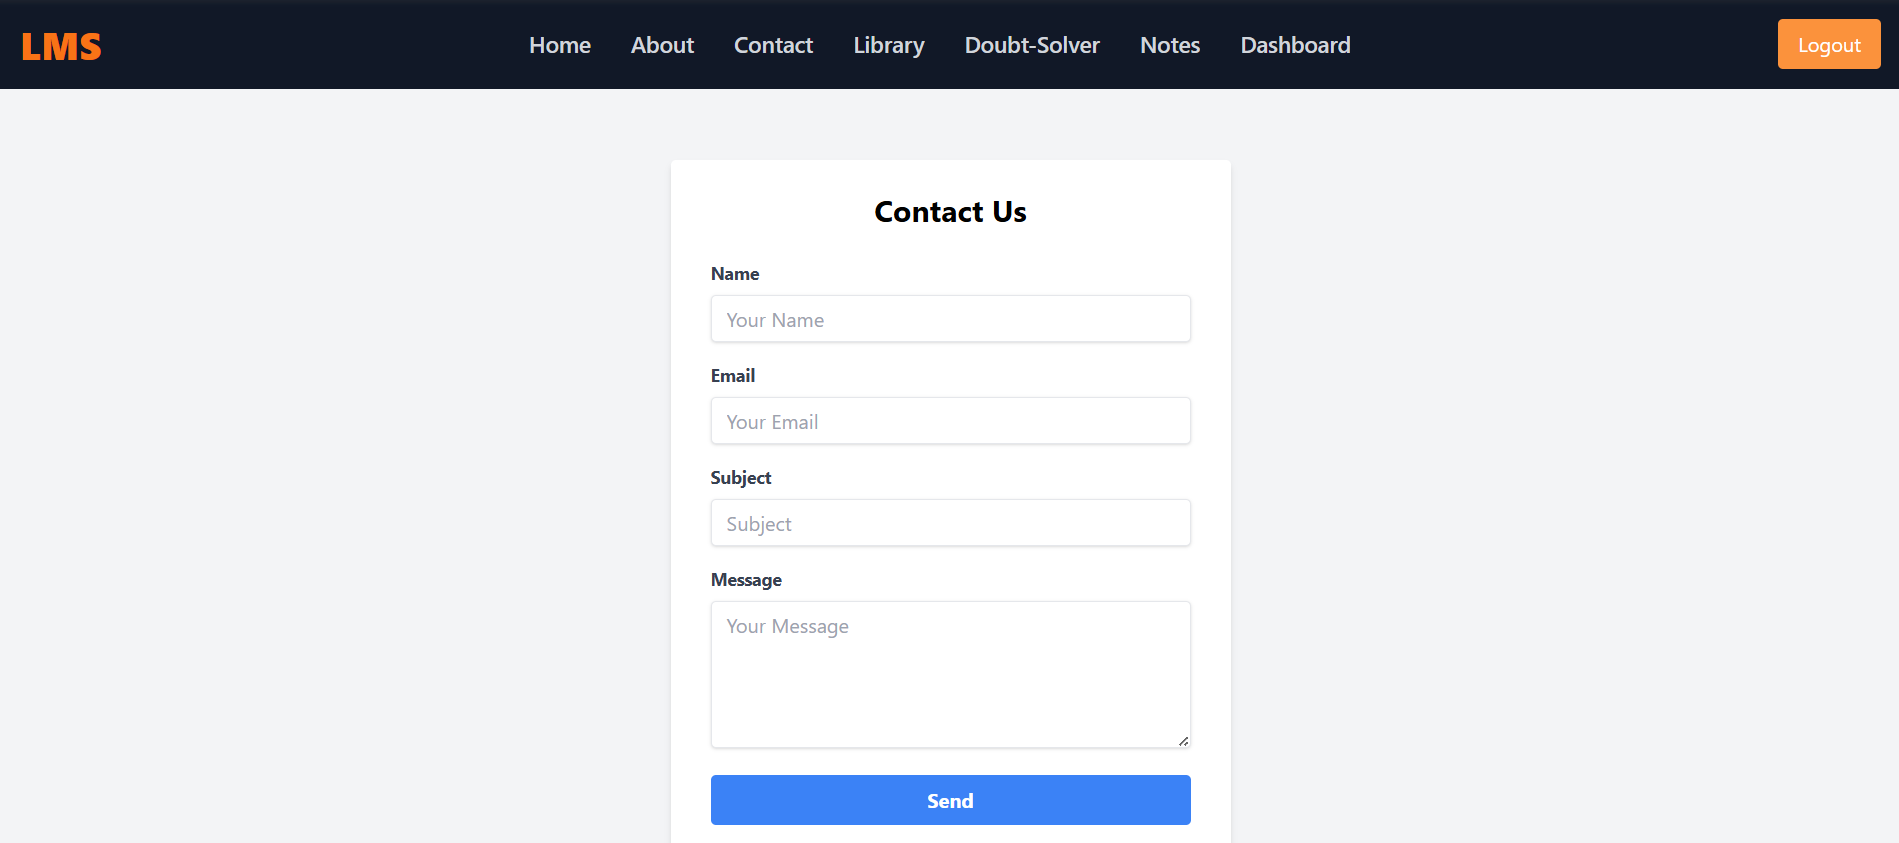 LMS
Home About Contact Library Doubt-Solver Notes Dashboard
Logout
Contact Us
Name
Your Name
Email
Your Email
Subject
Subject
Message
Your Message
Send